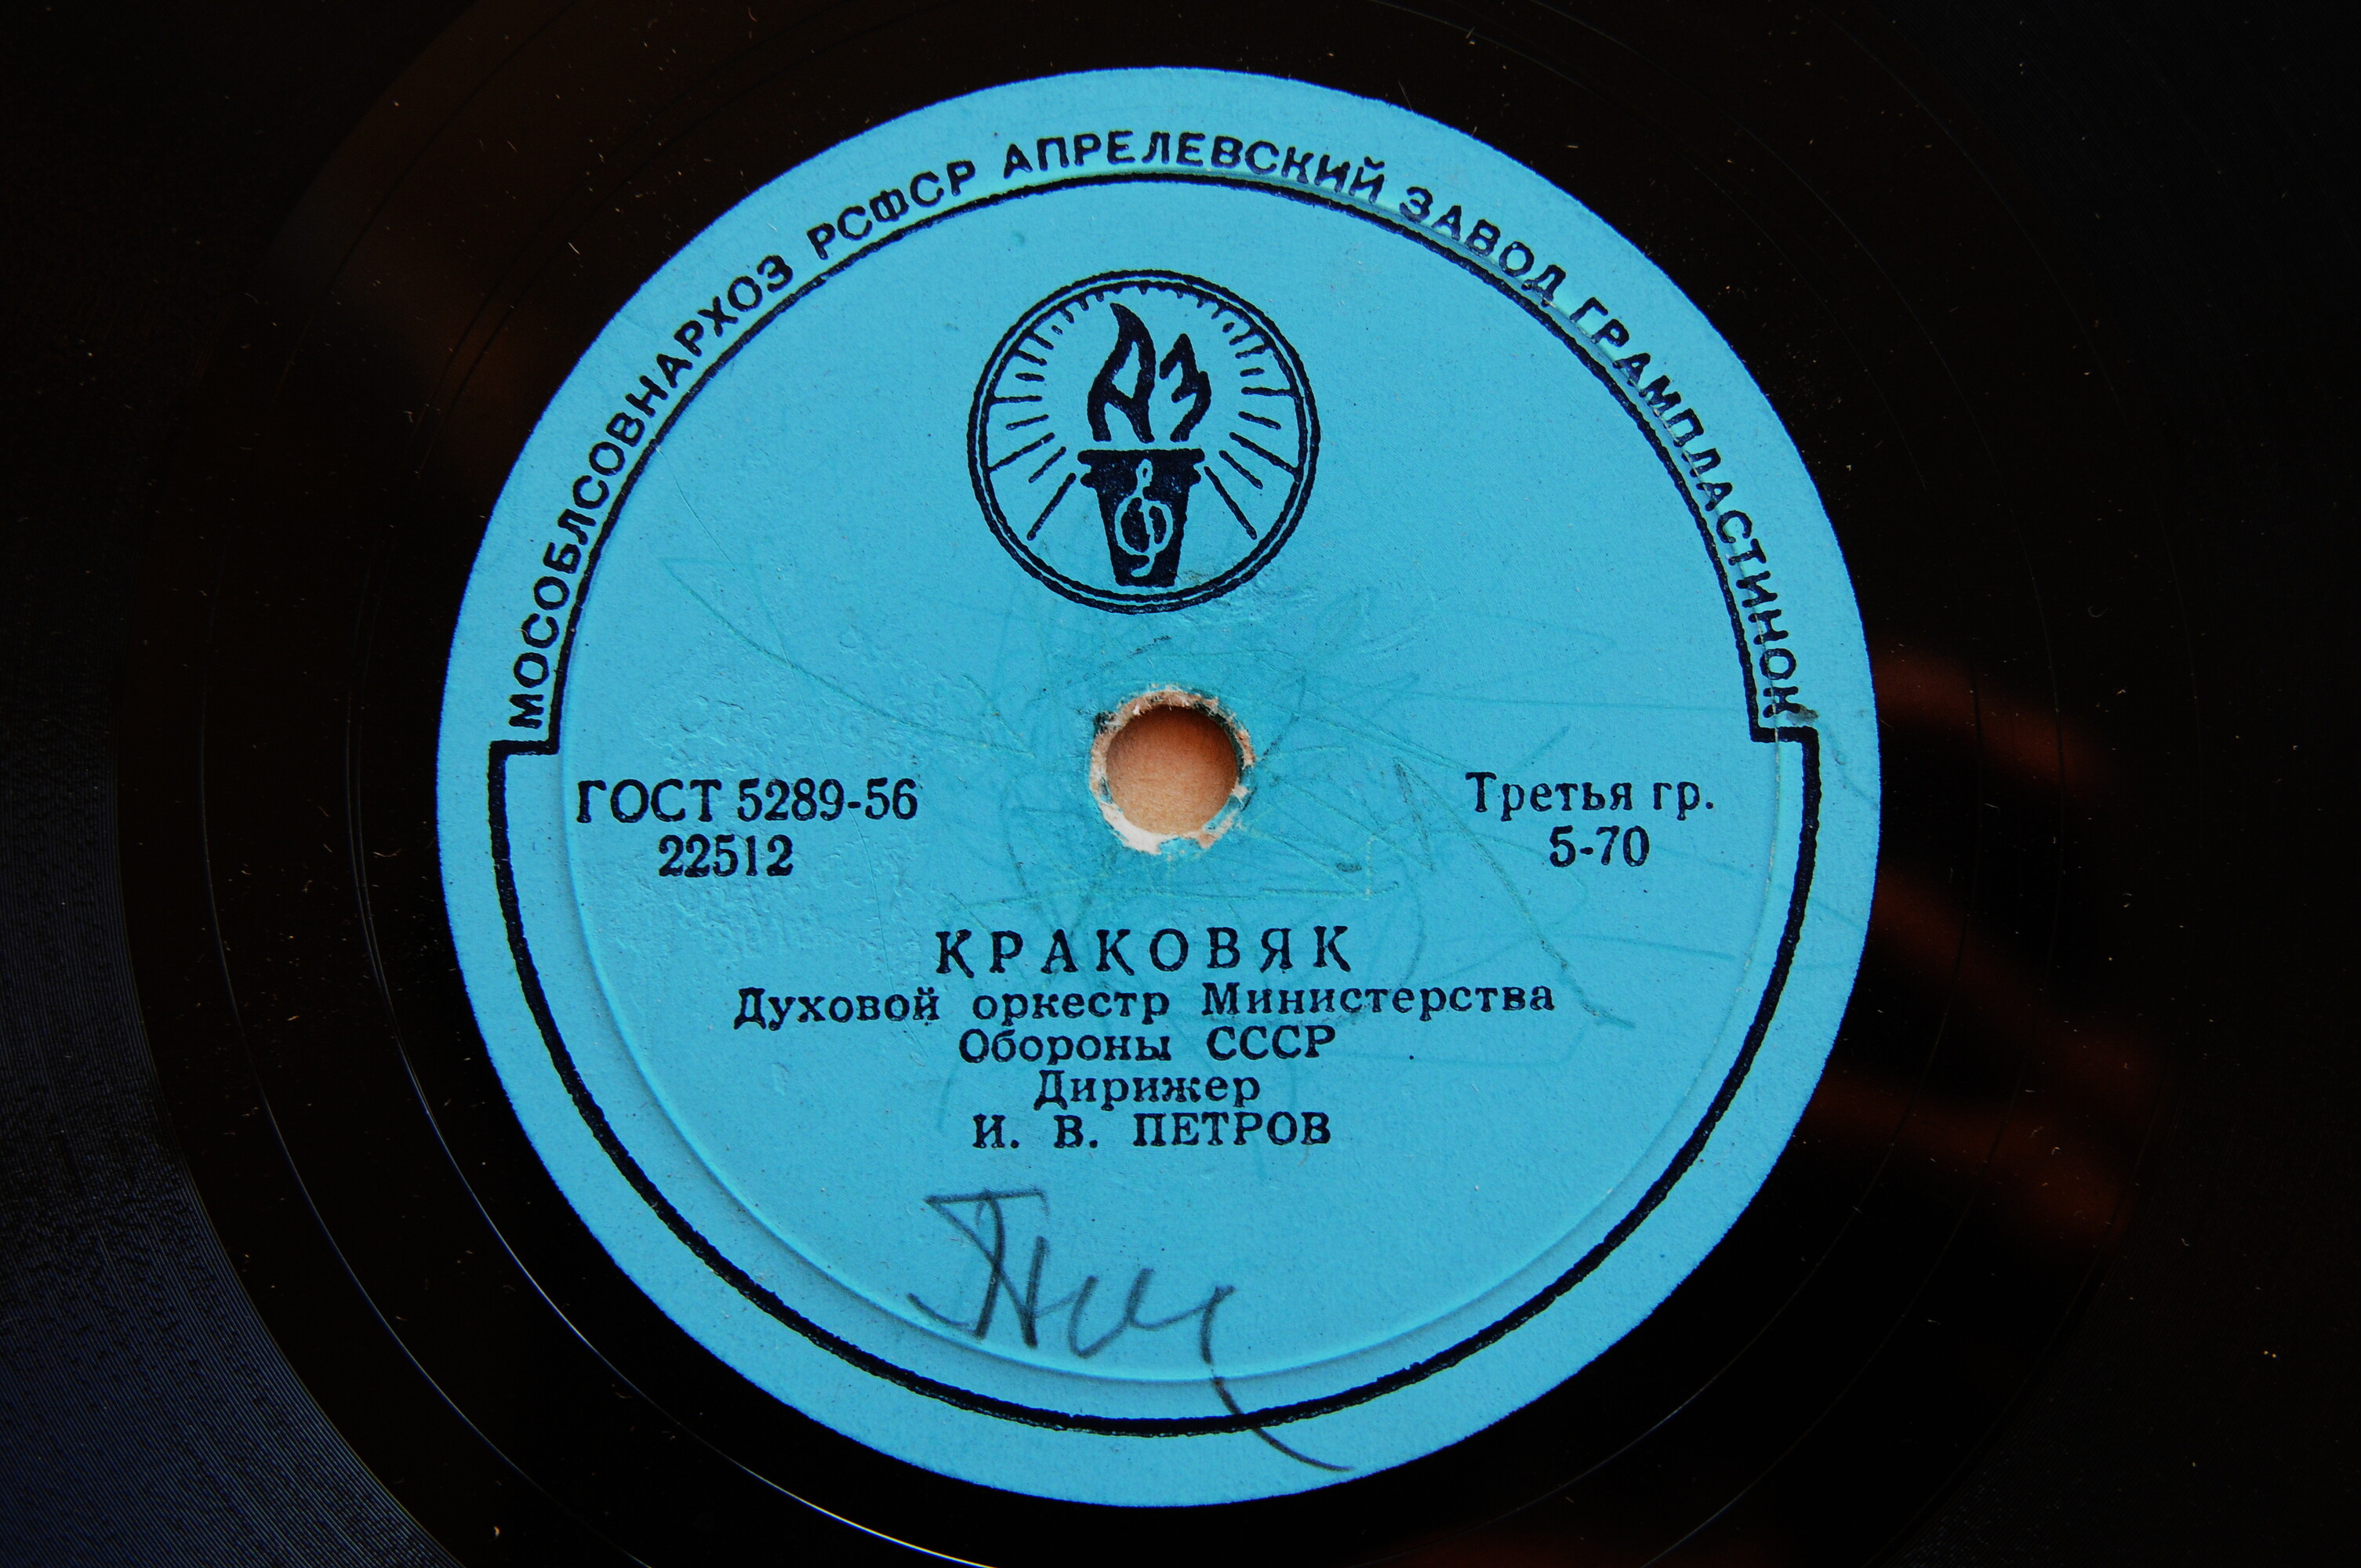 МОСОБЛСОВНАРХОЗ РСФСР АПРЕЛЕВСКИЙ ЗАВОД ГРАМПЛАСТИНОК
ГОСТ 5289-56
22512
Третья гр.
5-70
КРАКОВЯК
Духовой оркестр Министерства
Обороны СССР
Дирижер
И. В. ПЕТРОВ